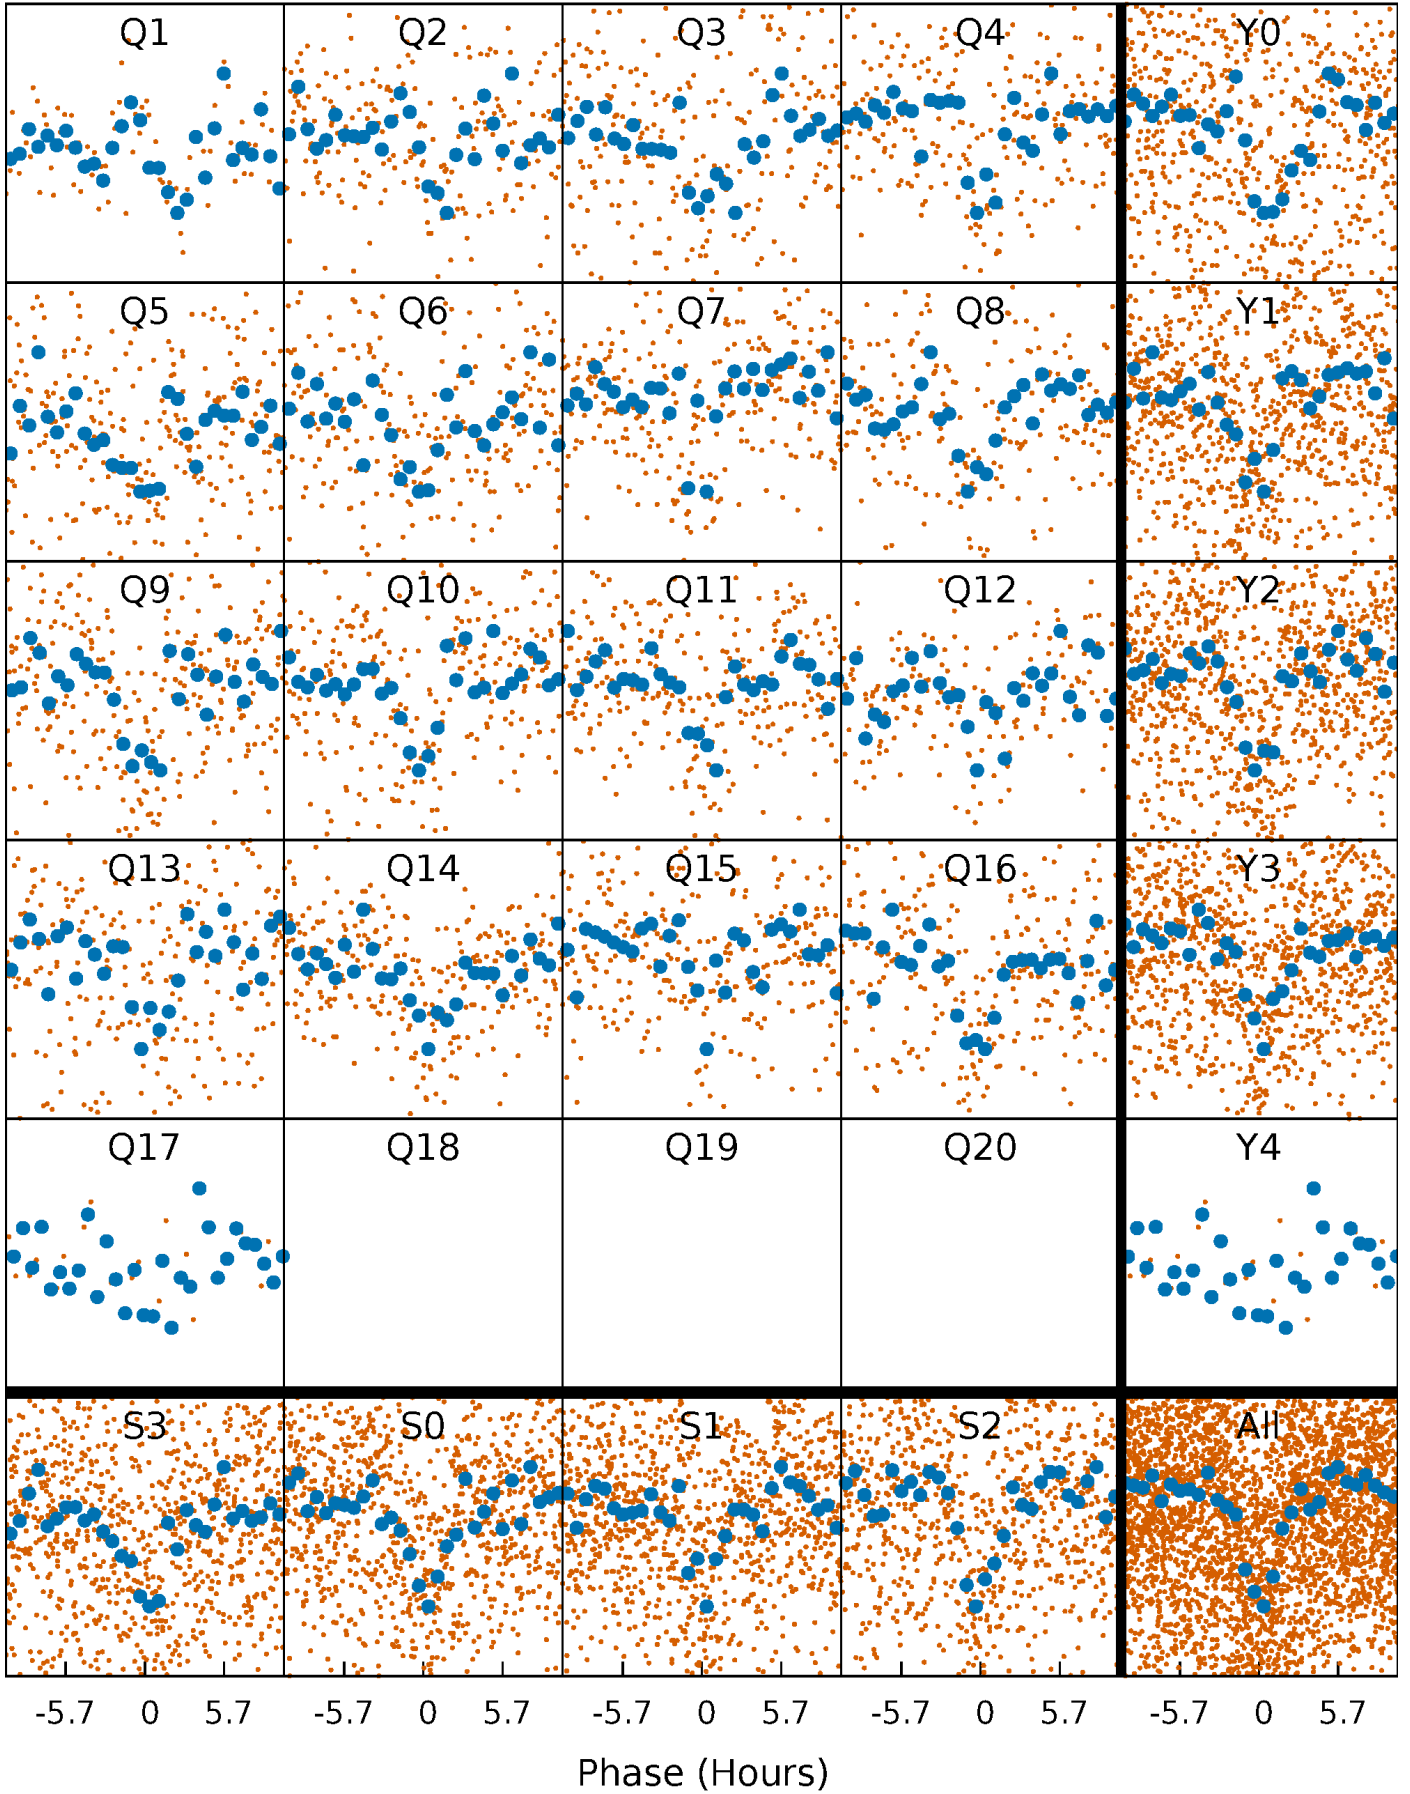 Q1 Q2 Q3 Q4 Y0
Q5 Q6 Q7 Q8 Y1
Q9 Q10 Q11 Q12 Y2
Q13 Q14 Q15 Q16 Y3
Q17 Q18 Q19 Q20 Y4
S3 S0 S1 S2 All
-5.7 0 5.7 -5.7 0 5.7 -5.7 0 5.7 -5.7 0 5.7 -5.7 0 5.7
Phase (Hours)